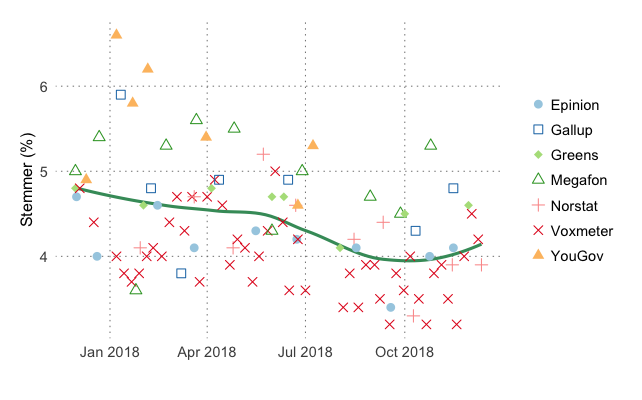 Stemmer (%)
6
5
4
Jan 2018
Apr 2018
Jul 2018
Oct 2018
Epinion
Gallup
Greens
Megafon
Norstat
Voxmeter
YouGov